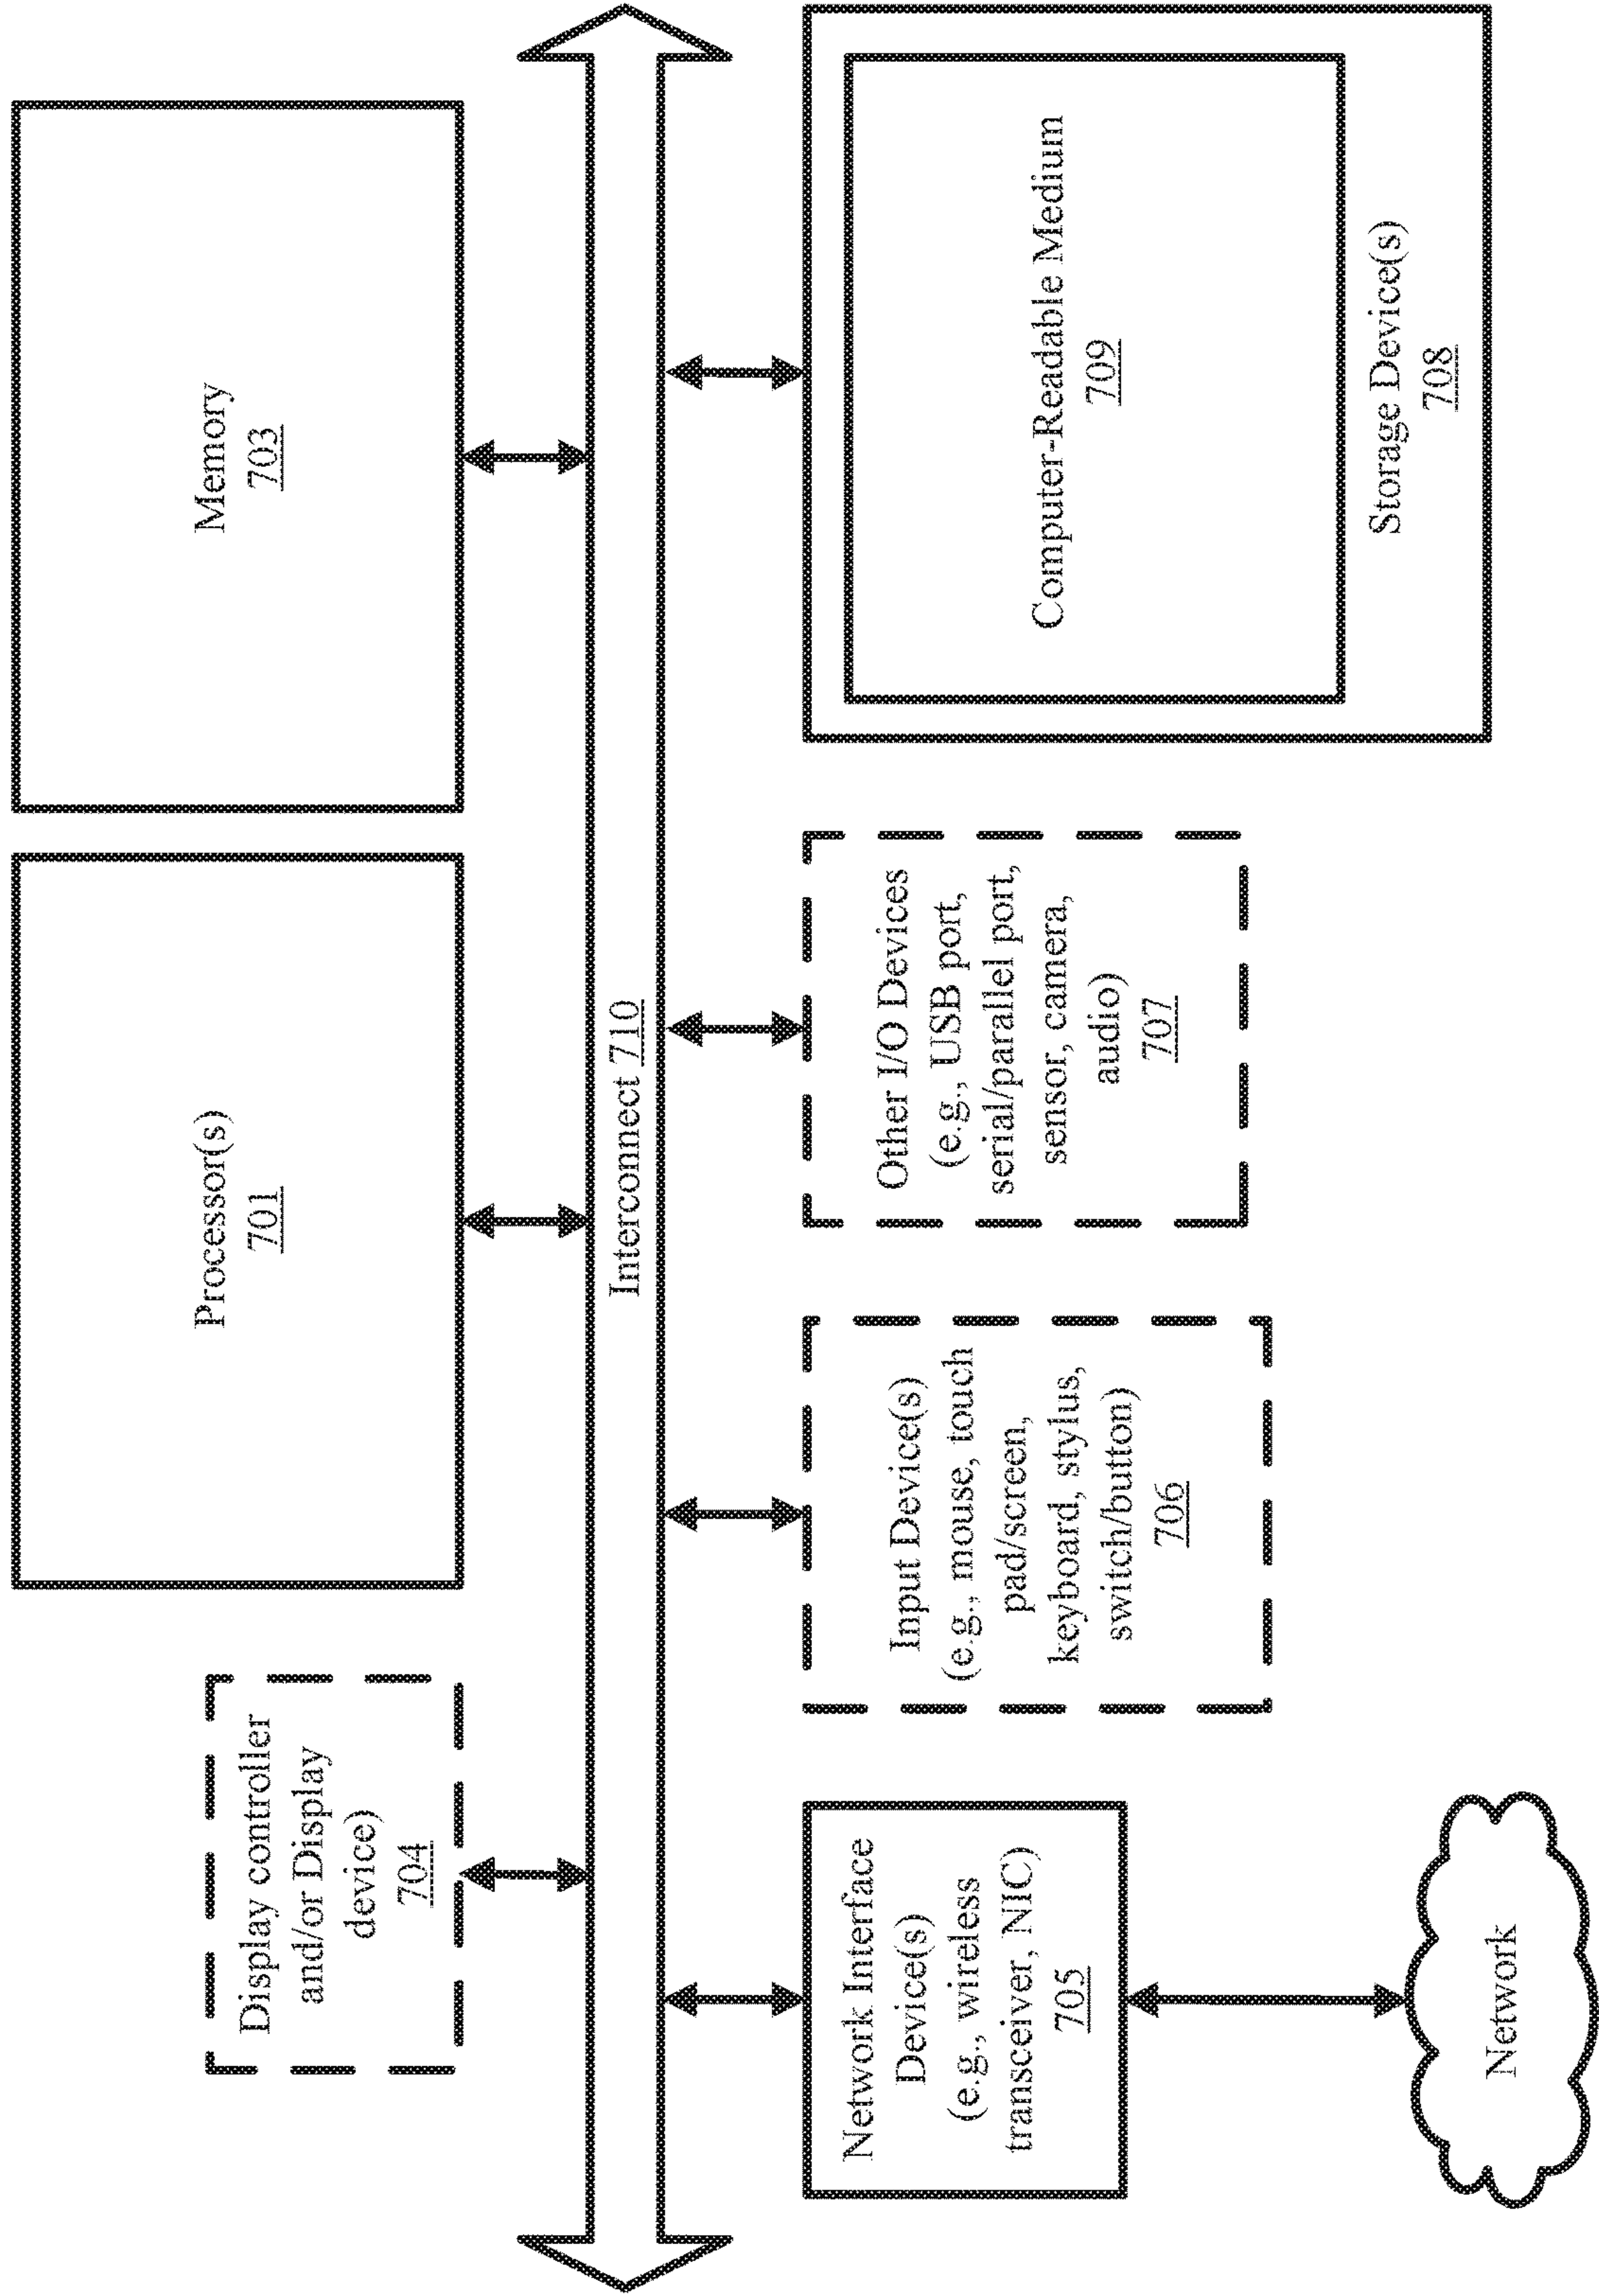 Display controller
and/or Display
device)
704
Processor(s)
701
Memory
703
Interconnect 710
Network Interface
Device(s)
(e.g., wireless
transceiver, NIC)
705
Input Device(s)
(e.g., mouse, touch
pad/screen,
keyboard, stylus,
switch/button)
706
Other I/O Devices
(e.g., USB port,
serial/parallel port,
sensor, camera,
audio)
707
Computer-Readable Medium
709
Storage Device(s)
708
Network